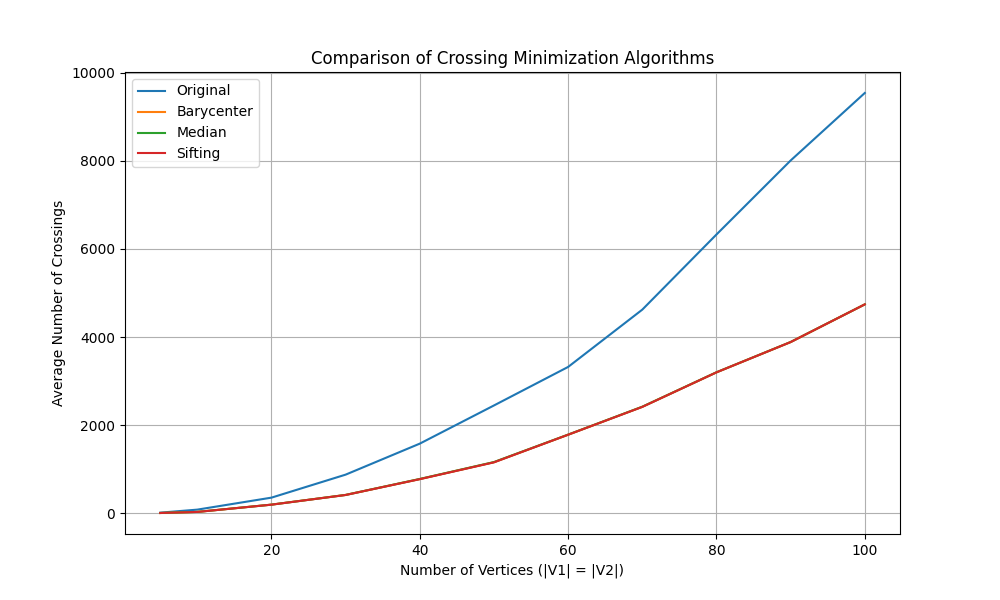 Comparison of Crossing Minimization Algorithms
10000
8000
6000
4000
2000
0
Average Number of Crossings
Original
Barycenter
Median
Sifting
20 40 60 80 100
Number of Vertices (|V1| = |V2|)